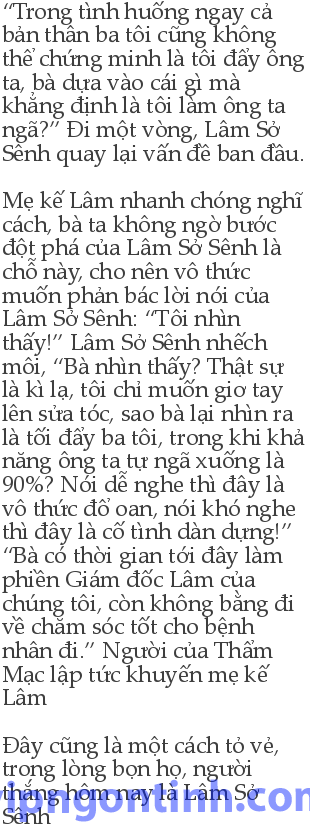 “Trong tình huống ngay cả
bản thân ba tôi cũng không
thể chứng minh là tôi đẩy ông
ta, bà dựa vào cái gì mà
khẳng định là tôi làm ông ta
ngã?” Đi một vòng, Lâm Sở
Sênh quay lại vấn đề ban đầu.

Mẹ kế Lâm nhanh chóng nghĩ
cách, bà ta không ngờ bước
đột phá của Lâm Sở Sênh là
chỗ này, cho nên vô thức
muốn phản bác lời nói của
Lâm Sở Sênh: “Tôi nhìn
thấy!” Lâm Sở Sênh nhếch
môi, “Bà nhìn thấy? Thật sự
là kì lạ, tôi chỉ muốn giơ tay
lên sửa tóc, sao bà lại nhìn ra
là tối đẩy ba tôi, trong khi khả
năng ông ta tự ngã xuống là
90%? Nói dễ nghe thì đây là
vô thức đổ oan, nói khó nghe
thì đây là cố tình dàn dựng!”
“Bà có thời gian tới đây làm
phiền Giám đốc Lâm của
chúng tôi, còn không bằng đi
về chăm sóc tốt cho bệnh
nhân đi.” Người của Thẩm
Mạc lập tức khuyến mẹ kế
Lâm

Đây cũng là một cách tỏ vẻ,
trong lòng bọn họ, người
thắng hôm nay là Lâm Sở
Sênh
vipngontinh.com